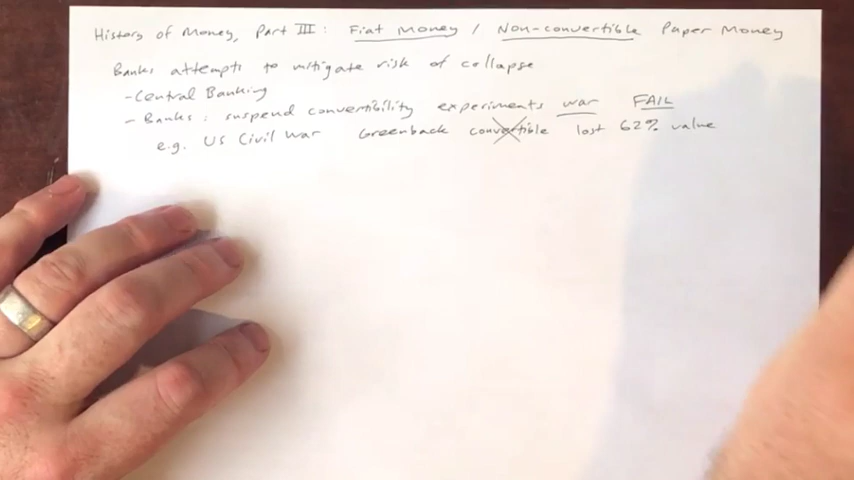 History of Money, Part III: Fiat Money / Non-convertible Paper Money
Banks attempts to mitigate risk of collapse
- Central Banking
- Banks: suspend convertibility experiments war FAIL
e.g. US Civil War Greenback convertible lost 62% value